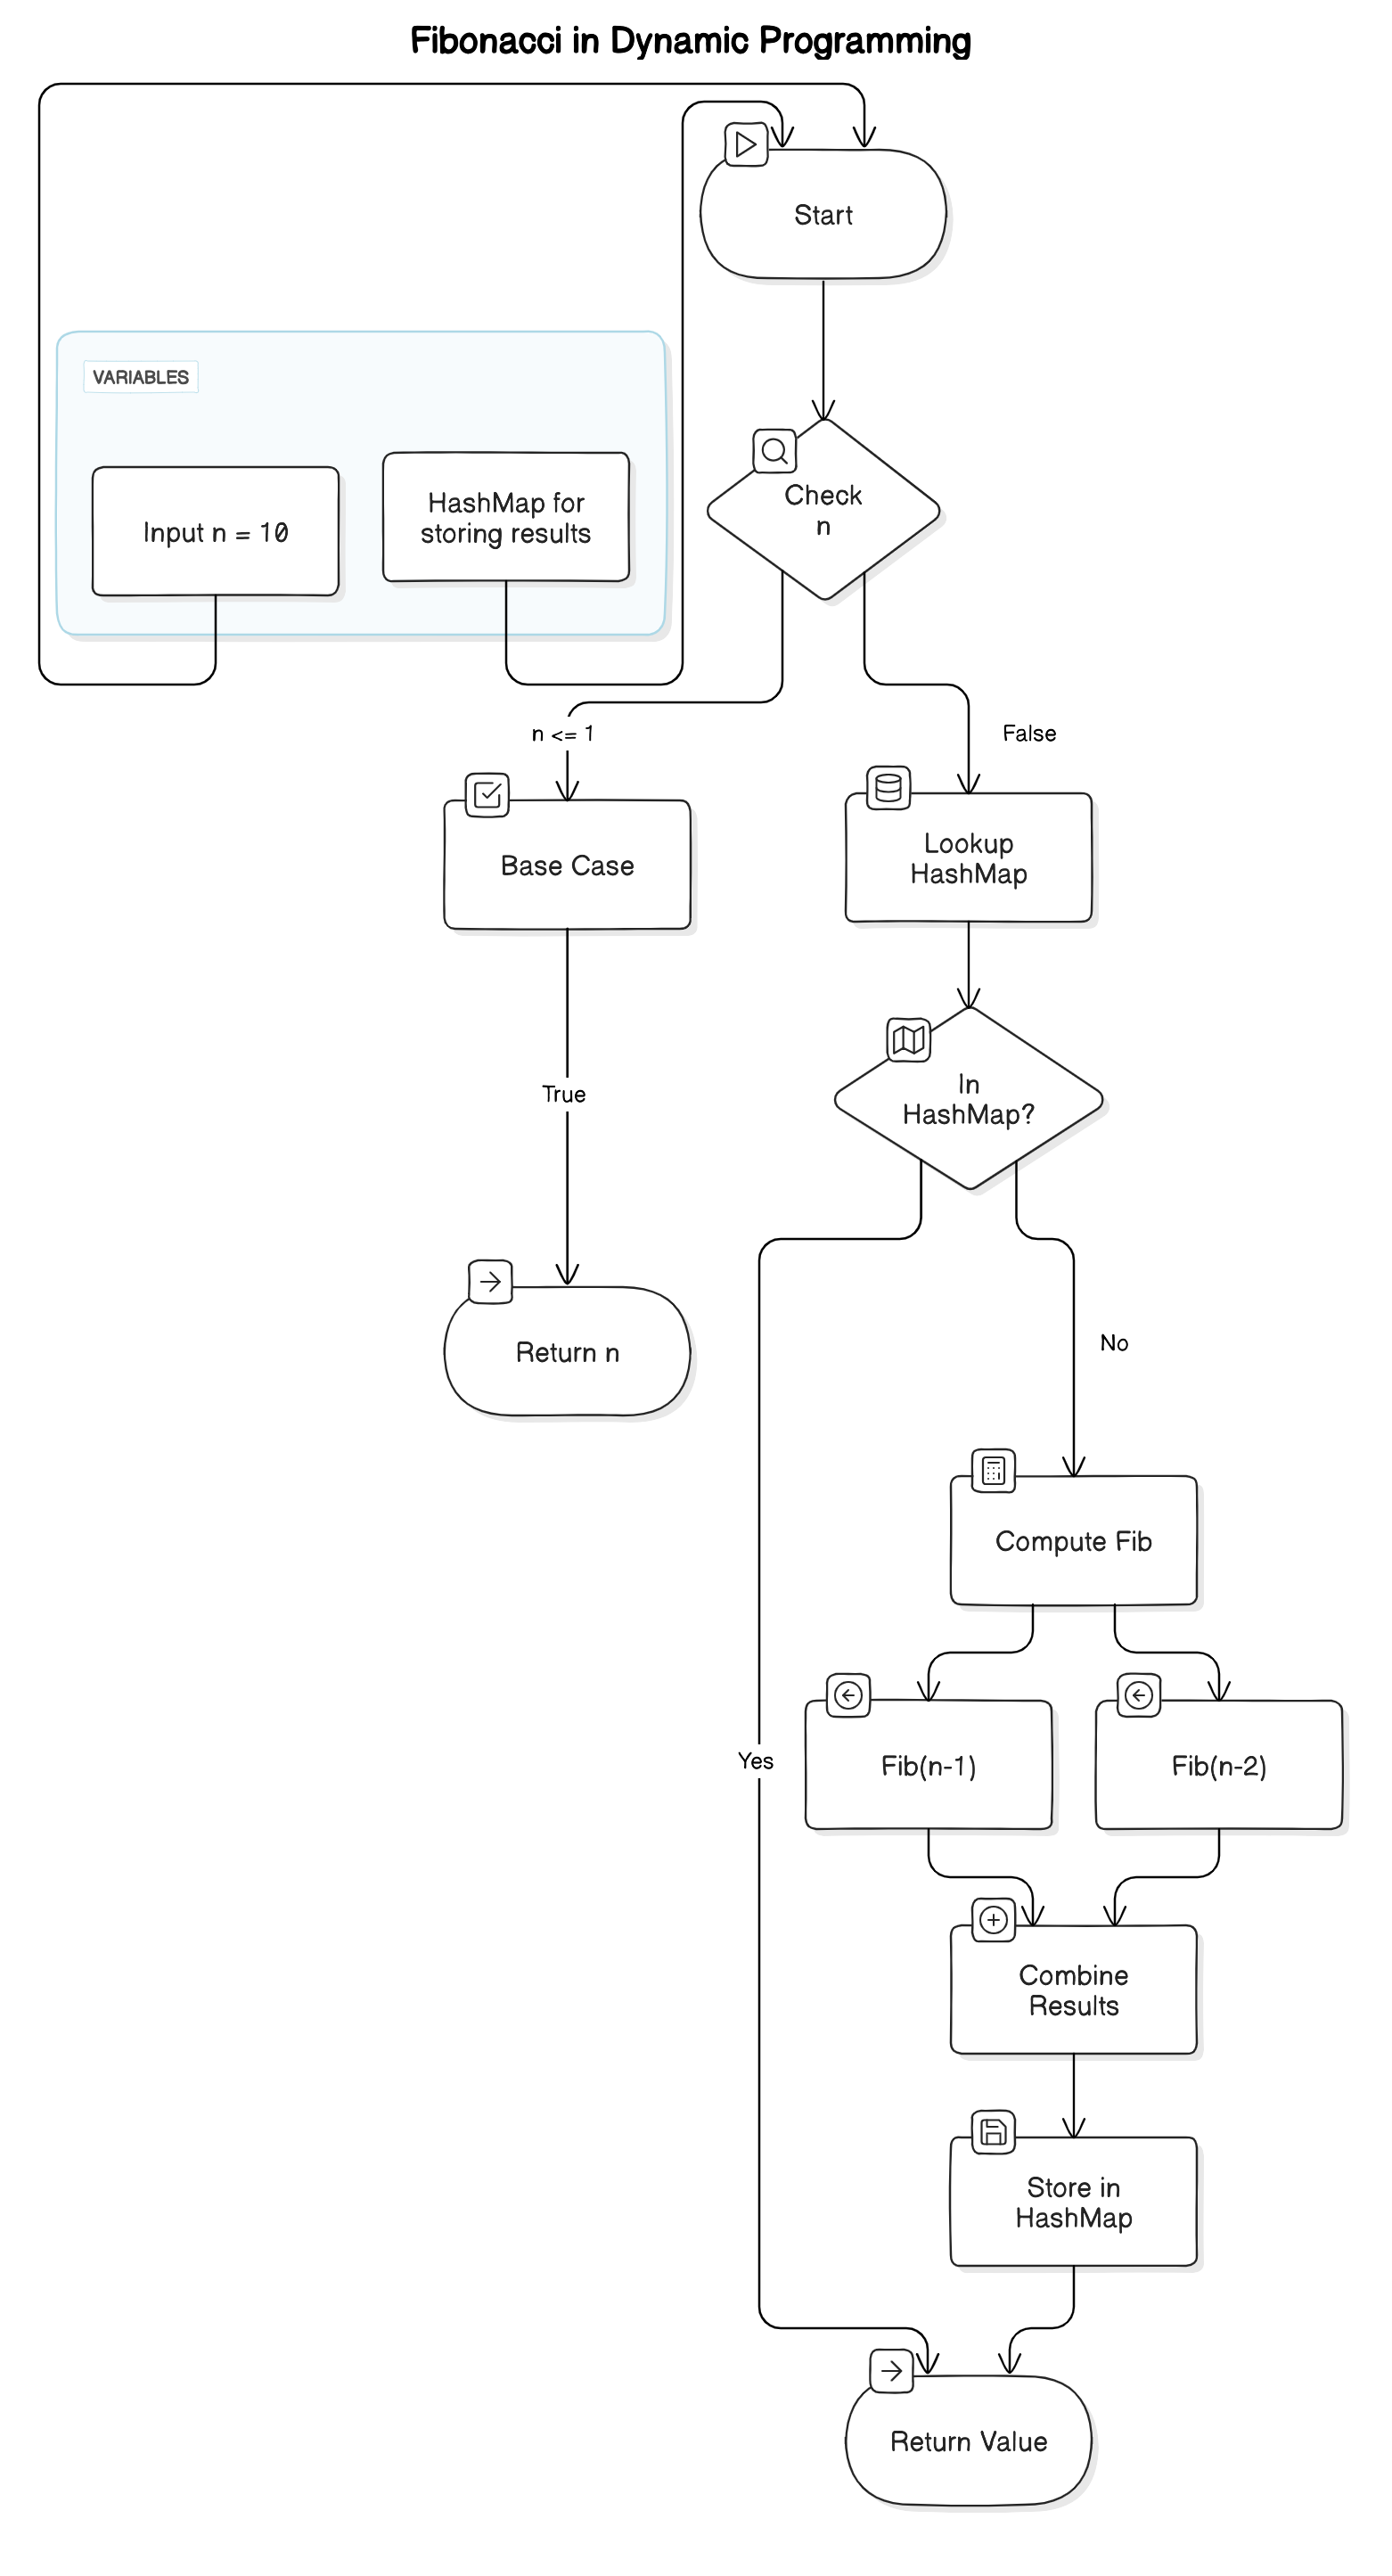 Fibonacci in Dynamic Programming
Start
VARIABLES
Input n = 10
HashMap for
storing results
Check
n
n <= 1
False
Base Case
Lookup
HashMap
True
In
HashMap?
Return n
No
Compute Fib
Yes
Fib(n-1)
Fib(n-2)
Combine
Results
Store in
HashMap
Return Value